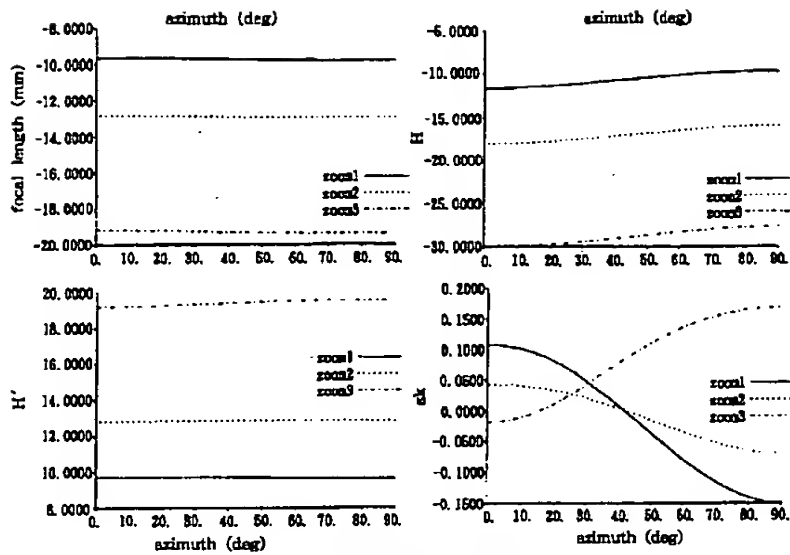 azimuth (deg)
-8.0000
-10.0000
-12.0000
-14.0000
-16.0000
-18.0000
-20.0000
focal length (mm)
zoom1
zoom2
zoom3
0. 10. 20. 30. 40. 50. 60. 70. 80. 90.
azimuth (deg)
-5.0000
-10.0000
-15.0000
-20.0000
-25.0000
-30.0000
H
zoom1
zoom2
zoom3
0. 10. 20. 30. 40. 50. 60. 70. 80. 90.
20.0000
18.0000
16.0000
14.0000
12.0000
10.0000
8.0000
H'
zoom1
zoom2
zoom3
0. 10. 20. 30. 40. 50. 60. 70. 80. 90.
azimuth (deg)
0.2000
0.1500
0.1000
0.0500
0.0000
-0.0500
-0.1000
-0.1500
zoom1
zoom2
zoom3
0. 10. 20. 30. 40. 50. 60. 70. 80. 90.
azimuth (deg)